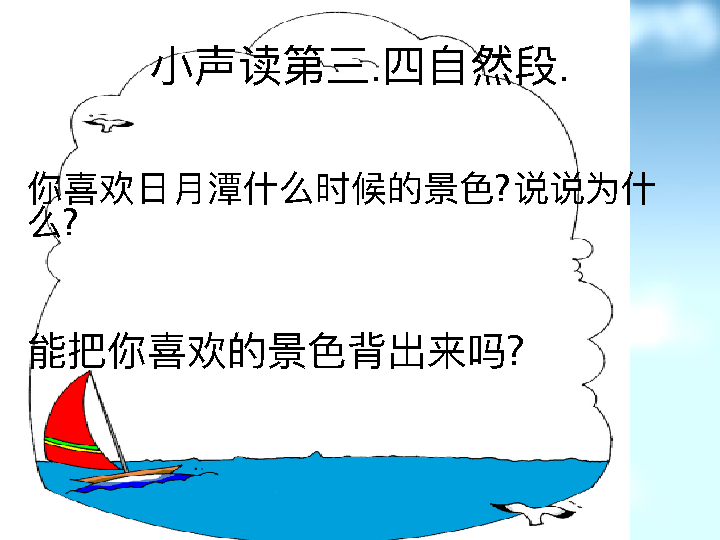 小声读第三.四自然段.
你喜欢日月潭什么时候的景色?说说为什
么?
能把你喜欢的景色背出来吗?